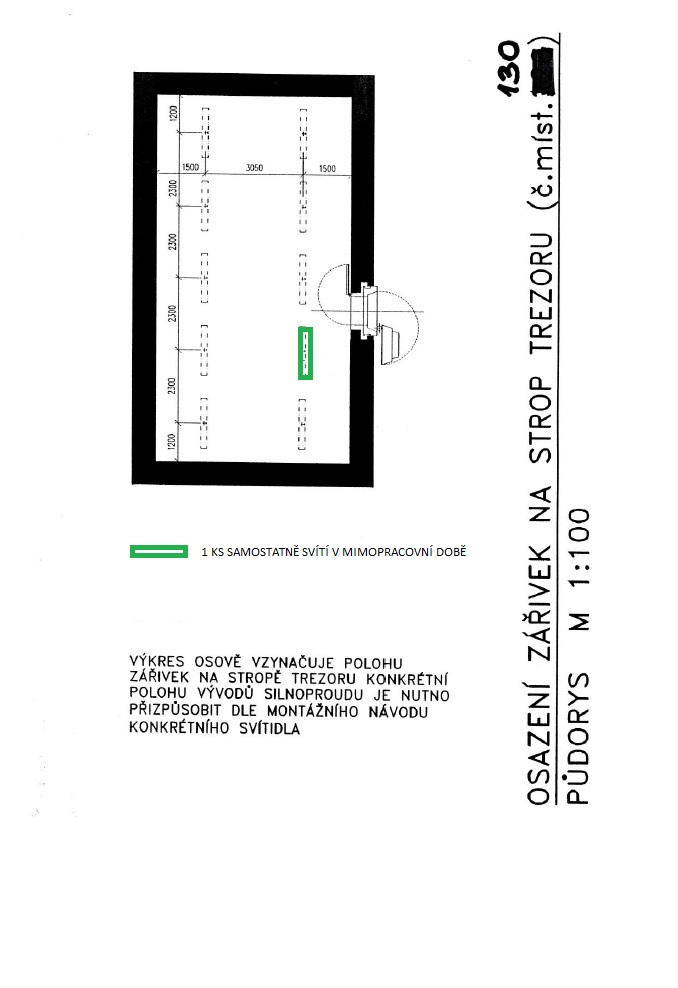 OSAZENÍ ZÁŘIVEK NA STROP TREZORU (č.míst. 130)
PŮDORYS M 1:100
1200
1500 3050 1500
2300
2300
2300
2300
1200
1 KS SAMOSTATNĚ SVÍTÍ V MIMOPRACOVNÍ DOBĚ
VÝKRES OSOVĚ VZYNAČUJE POLOHU
ZÁŘIVEK NA STROPĚ TREZORU KONKRÉTNÍ
POLOHU VÝVODŮ SILNOPROUDU JE NUTNO
PŘIZPŮSOBIT DLE MONTÁŽNÍHO NÁVODU
KONKRÉTNÍHO SVÍTIDLA